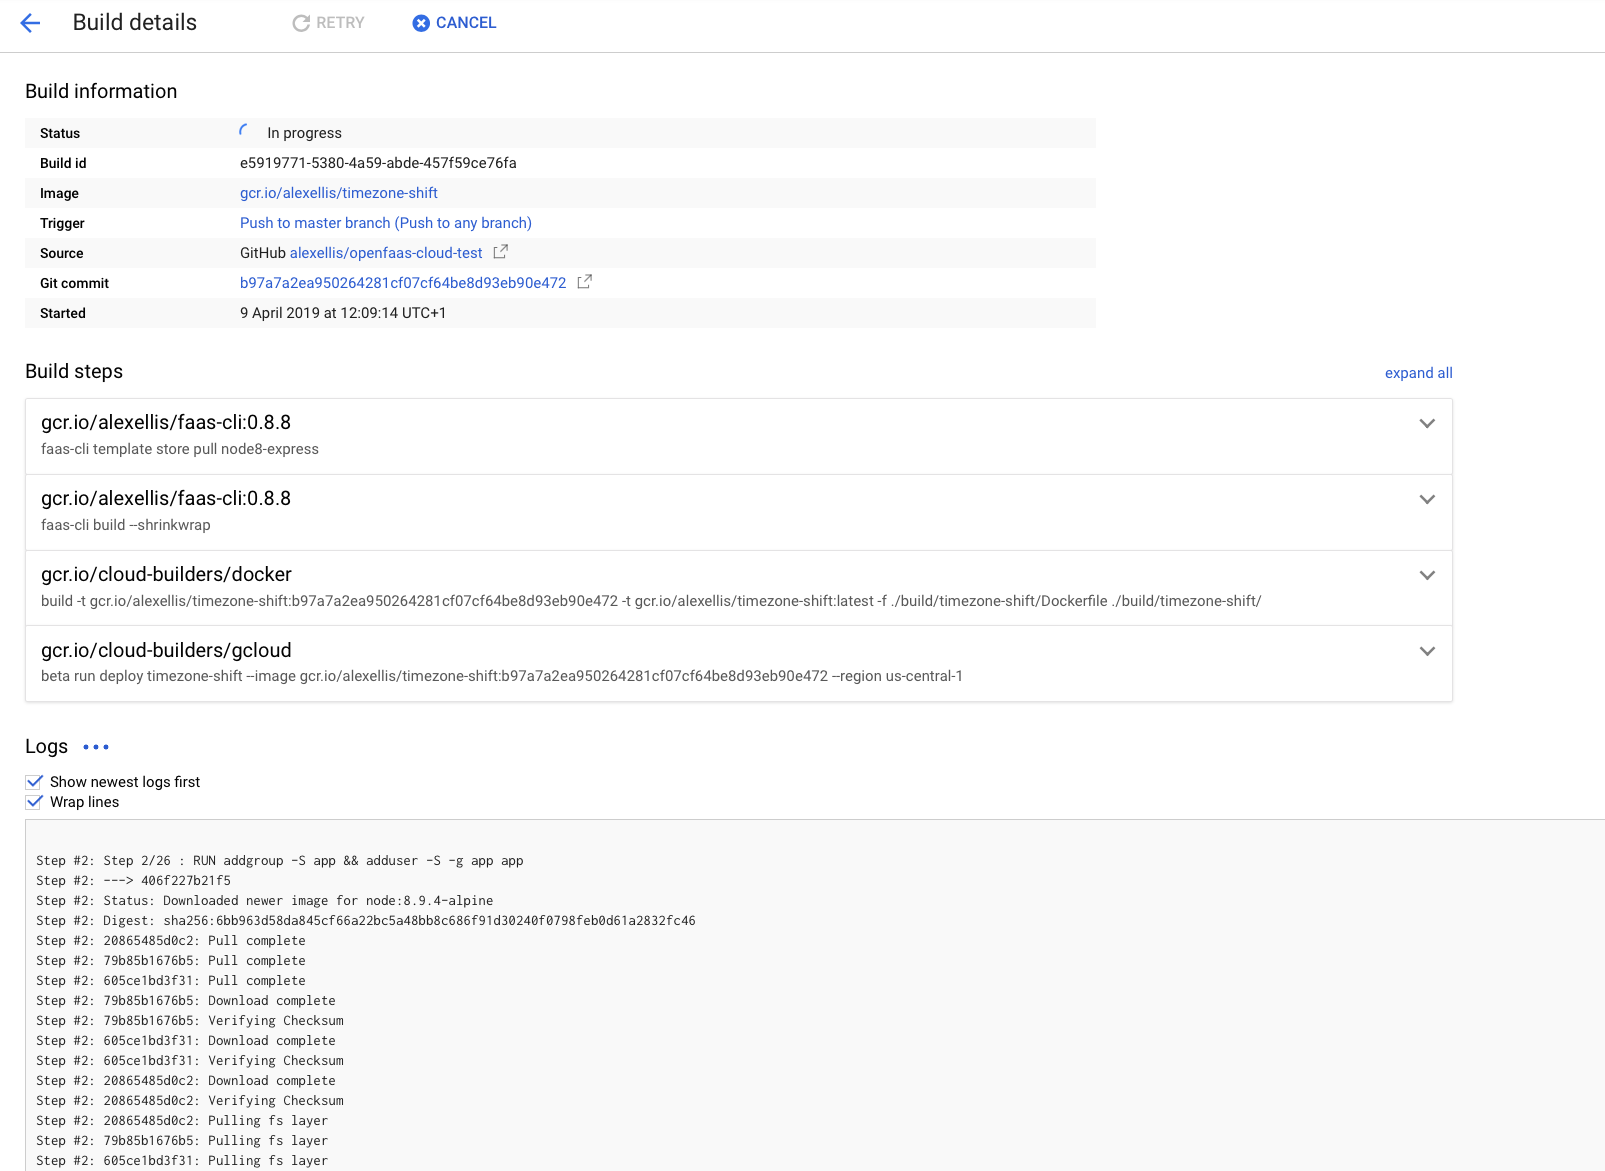 Build details RETRY CANCEL
Build information
Status In progress
Build id e5919771-5380-4a59-abde-457f59ce76fa
Image gcr.io/alexellis/timezone-shift
Trigger Push to master branch (Push to any branch)
Source GitHub alexellis/openfaas-cloud-test
Git commit b97a7a2ea950264281cf07cf64be8d93eb90e472
Started 9 April 2019 at 12:09:14 UTC+1
Build steps expand all
gcr.io/alexellis/faas-cli:0.8.8
faas-cli template store pull node8-express
gcr.io/alexellis/faas-cli:0.8.8
faas-cli build --shrinkwrap
gcr.io/cloud-builders/docker
build -t gcr.io/alexellis/timezone-shift:b97a7a2ea950264281cf07cf64be8d93eb90e472 -t gcr.io/alexellis/timezone-shift:latest -f ./build/timezone-shift/Dockerfile ./build/timezone-shift/
gcr.io/cloud-builders/gcloud
beta run deploy timezone-shift --image gcr.io/alexellis/timezone-shift:b97a7a2ea950264281cf07cf64be8d93eb90e472 --region us-central-1
Logs
Show newest logs first
Wrap lines
Step #2: Step 2/26 : RUN addgroup -S app && adduser -S -g app app
Step #2: ---> 406f227b21f5
Step #2: Status: Downloaded newer image for node:8.9.4-alpine
Step #2: Digest: sha256:6bb963d58da845cf66a22bc5a48bb8c686f91d30240f0798feb0d61a2832fc46
Step #2: 20865485d0c2: Pull complete
Step #2: 79b85b1676b5: Pull complete
Step #2: 605ce1bd3f31: Pull complete
Step #2: 79b85b1676b5: Download complete
Step #2: 79b85b1676b5: Verifying Checksum
Step #2: 605ce1bd3f31: Download complete
Step #2: 605ce1bd3f31: Verifying Checksum
Step #2: 20865485d0c2: Download complete
Step #2: 20865485d0c2: Verifying Checksum
Step #2: 20865485d0c2: Pulling fs layer
Step #2: 79b85b1676b5: Pulling fs layer
Step #2: 605ce1bd3f31: Pulling fs layer